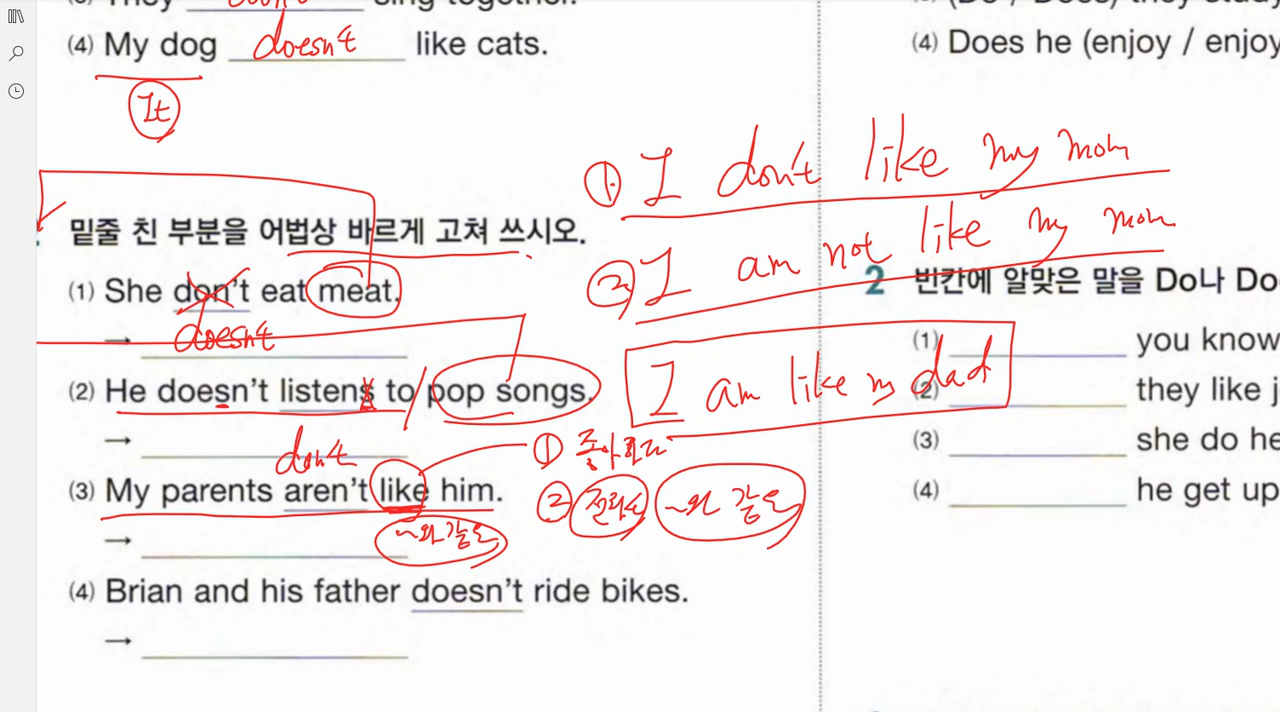 (4) My dog doesn't like cats.
It
밑줄 친 부분을 어법상 바르게 고쳐 쓰시오.
(1) She don't eat meat.
→ doesn't
(2) He doesn't listens to / pop songs.
→
don't
(3) My parents aren't like him.
→ ~와 같은
(4) Brian and his father doesn't ride bikes.
→
① I don't like my mom
② I am not like my mom
I am like my dad
① 좋아하다
② 전치사 ~와 같은
(4) Does he (enjoy / enjoy
2 빈칸에 알맞은 말을 Do나 Do
(1) you know
(2) they like j
(3) she do he
(4) he get up